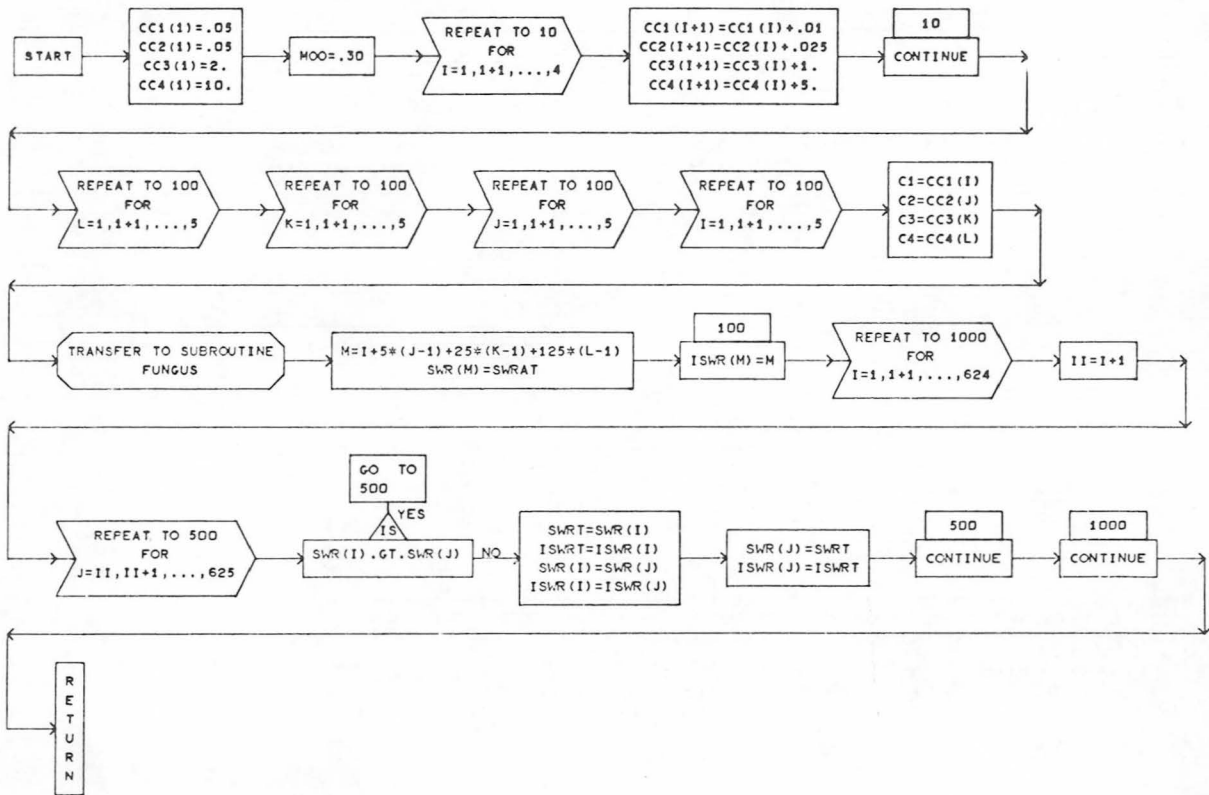 START
CC1(1)=.05
CC2(1)=.05
CC3(1)=2.
CC4(1)=10.
MOO=.30
REPEAT TO 10
FOR
I=1,1+1,...,4
CC1(I+1)=CC1(I)+.01
CC2(I+1)=CC2(I)+.025
CC3(I+1)=CC3(I)+1.
CC4(I+1)=CC4(I)+5.
10
CONTINUE
REPEAT TO 100
FOR
L=1,1+1,...,5
REPEAT TO 100
FOR
K=1,1+1,...,5
REPEAT TO 100
FOR
J=1,1+1,...,5
REPEAT TO 100
FOR
I=1,1+1,...,5
C1=CC1(I)
C2=CC2(J)
C3=CC3(K)
C4=CC4(L)
TRANSFER TO SUBROUTINE
FUNGUS
M=I+5*(J-1)+25*(K-1)+125*(L-1)
SWR(M)=SWRAT
100
ISWR(M)=M
REPEAT TO 1000
FOR
I=1,1+1,...,624
II=I+1
REPEAT TO 500
FOR
J=II,II+1,...,625
GO TO
500
YES
IS
SWR(I).GT.SWR(J)
NO
SWRT=SWR(I)
ISWRT=ISWR(I)
SWR(I)=SWR(J)
ISWR(I)=ISWR(J)
SWR(J)=SWRT
ISWR(J)=ISWRT
500
CONTINUE
1000
CONTINUE
RETURN